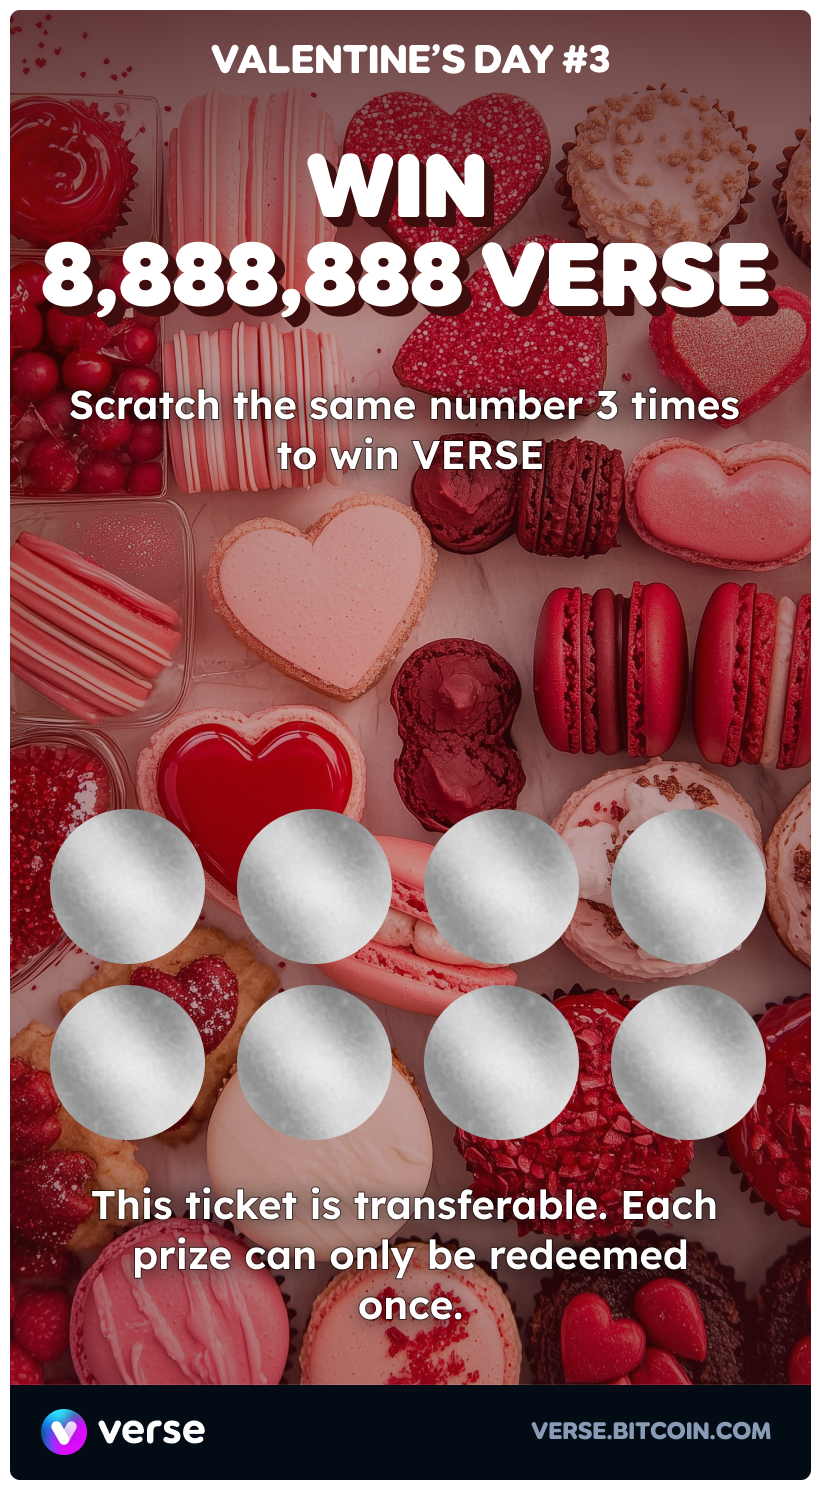 VALENTINE’S DAY #3
WIN
8,888,888 VERSE
Scratch the same number 3 times
to win VERSE
This ticket is transferable. Each
prize can only be redeemed
once.
verse
VERSE.BITCOIN.COM